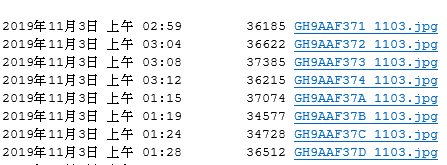 2019年11月3日 上午 02:59 36185 GH9AAF371 1103.jpg
2019年11月3日 上午 03:04 36622 GH9AAF372 1103.jpg
2019年11月3日 上午 03:08 37385 GH9AAF373 1103.jpg
2019年11月3日 上午 03:12 36215 GH9AAF374 1103.jpg
2019年11月3日 上午 01:15 37074 GH9AAF37A 1103.jpg
2019年11月3日 上午 01:19 34577 GH9AAF37B 1103.jpg
2019年11月3日 上午 01:24 34728 GH9AAF37C 1103.jpg
2019年11月3日 上午 01:28 36512 GH9AAF37D 1103.jpg